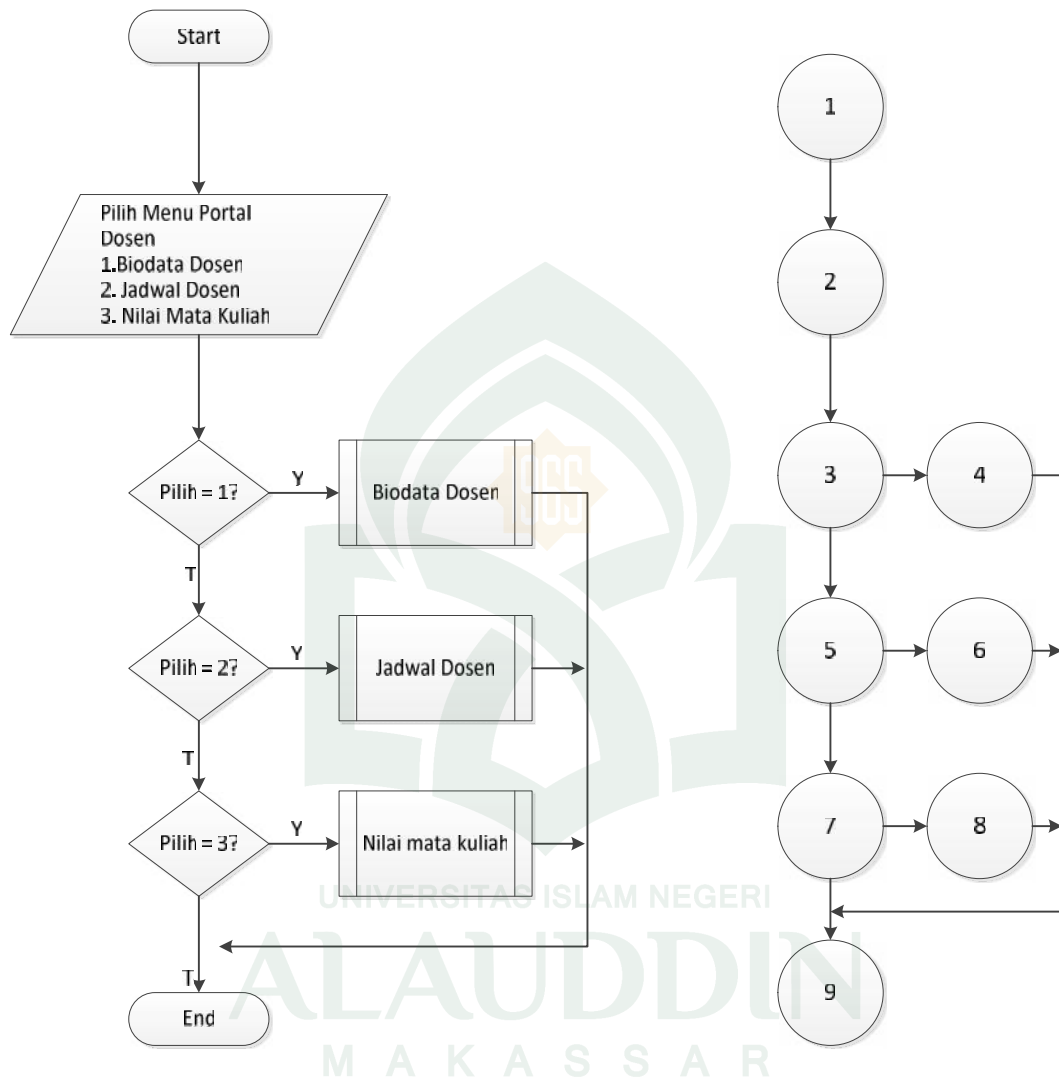 Start
Pilih Menu Portal
Dosen
1.Biodata Dosen
2. Jadwal Dosen
3. Nilai Mata Kuliah
Pilih = 1?
Y
Biodata Dosen
T
Pilih = 2?
Y
Jadwal Dosen
T
Pilih = 3?
Y
Nilai mata kuliah
T
End
1
2
3
4
5
6
7
8
9
1965
UNIVERSITAS ISLAM NEGERI
ALAUDDIN
MAKASSAR